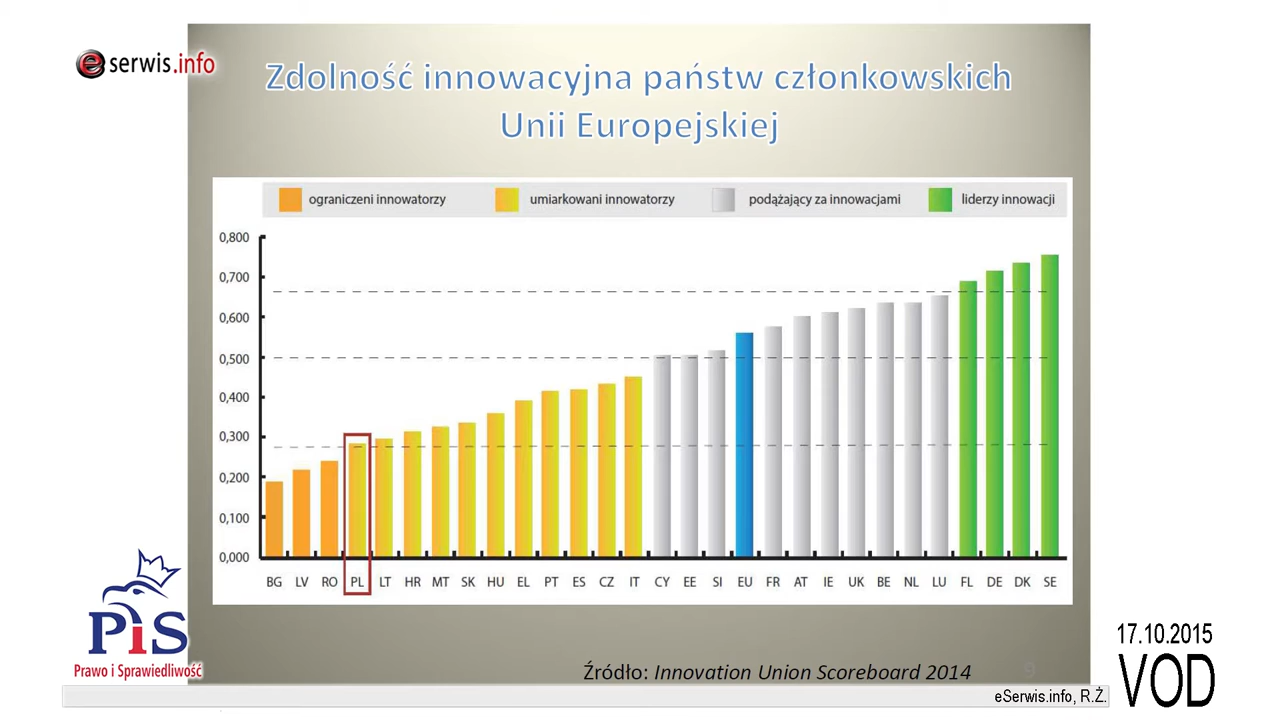 eserwis.info
Zdolność innowacyjna państw członkowskich
Unii Europejskiej
ograniczeni innowatorzy umiarkowani innowatorzy podążający za innowacjami liderzy innowacji
0,800
0,700
0,600
0,500
0,400
0,300
0,200
0,100
0,000
BG LV RO PL LT HR MT SK HU EL PT ES CZ IT CY EE SI EU FR AT IE UK BE NL LU FL DE DK SE
PiS
Prawo i Sprawiedliwość
Źródło: Innovation Union Scoreboard 2014 9
eSerwis.info, R.Ż.
17.10.2015
VOD